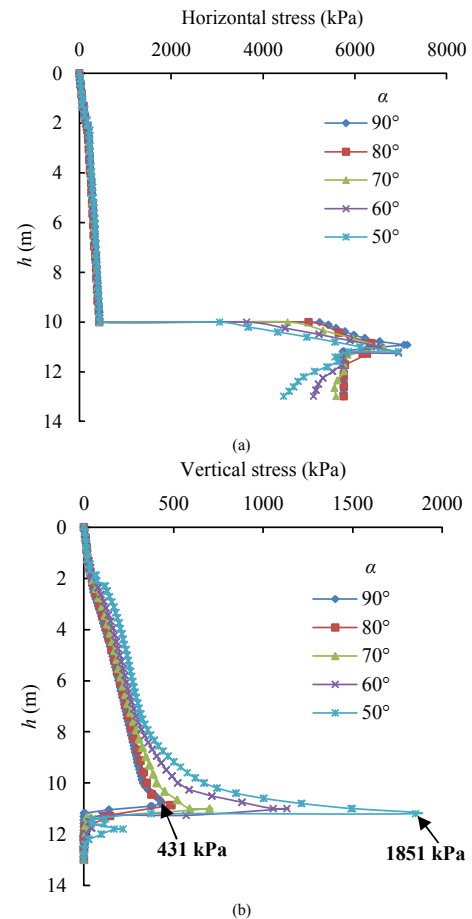 Horizontal stress (kPa)
0 2000 4000 6000 8000
0
2
4
6
8
10
12
14
h (m)
α
90°
80°
70°
60°
50°
(a)
Vertical stress (kPa)
0 500 1000 1500 2000
0
2
4
6
8
10
12
14
h (m)
α
90°
80°
70°
60°
50°
431 kPa
1851 kPa
(b)